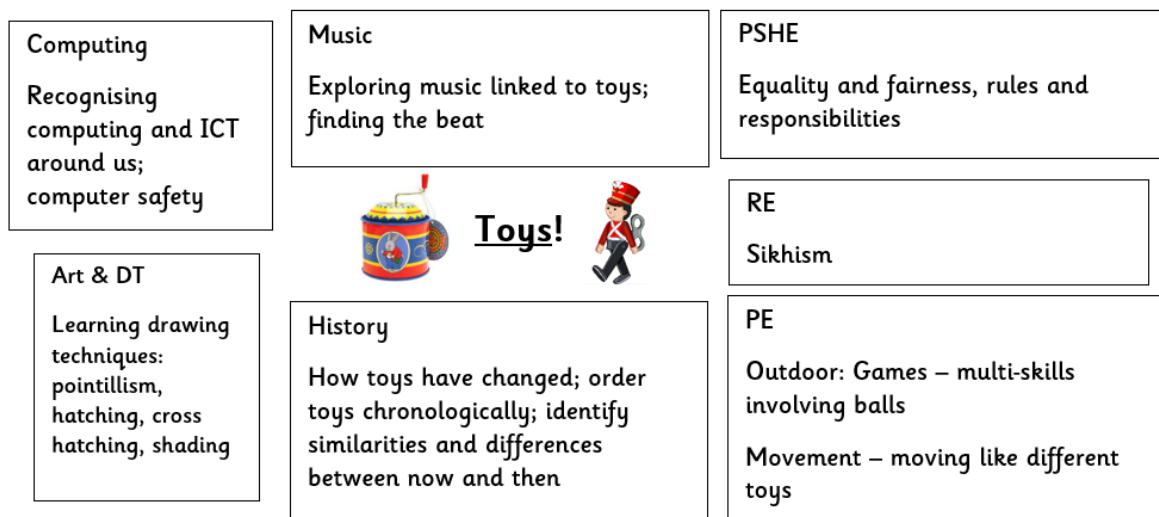 Computing
Recognising
computing and ICT
around us;
computer safety
Music
Exploring music linked to toys;
finding the beat
PSHE
Equality and fairness, rules and
responsibilities
Toys!
RE
Sikhism
Art & DT
Learning drawing
techniques:
pointillism,
hatching, cross
hatching, shading
History
How toys have changed; order
toys chronologically; identify
similarities and differences
between now and then
PE
Outdoor: Games – multi-skills
involving balls
Movement – moving like different
toys